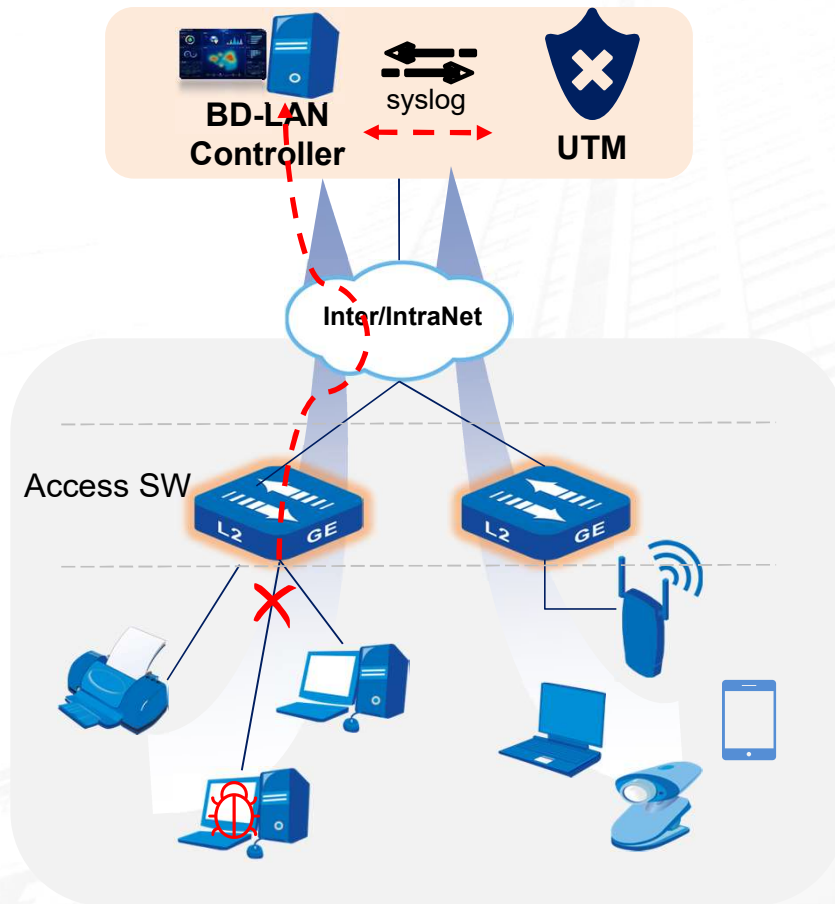 syslog
BD-LAN
Controller
UTM
Inter/IntraNet
Access SW
L2
GE
L2
GE